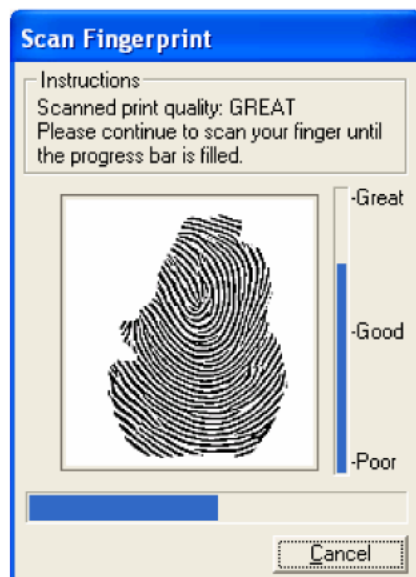 Scan Fingerprint
Instructions
Scanned print quality: GREAT
Please continue to scan your finger until
the progress bar is filled.
-Great
-Good
-Poor
Cancel